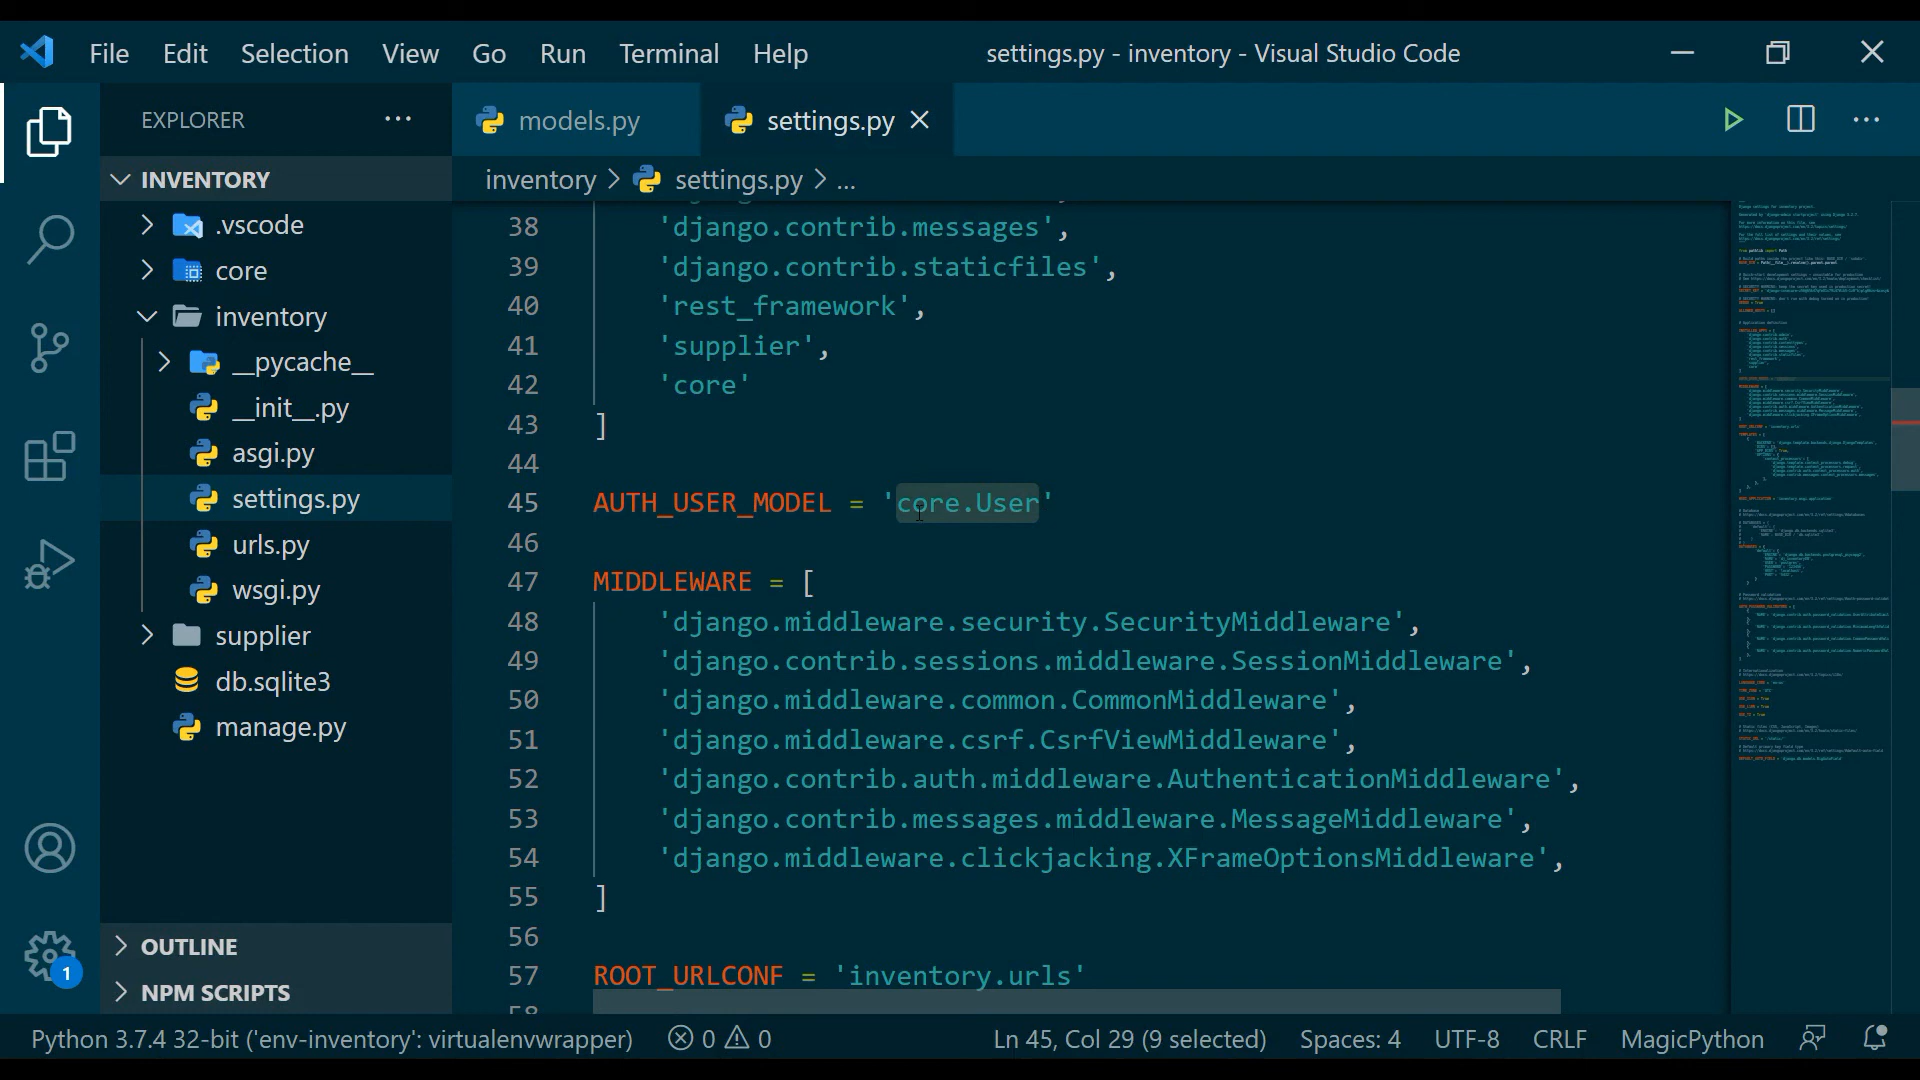 File Edit Selection View Go Run Terminal Help settings.py - inventory - Visual Studio Code
EXPLORER ...
models.py
settings.py
INVENTORY
inventory > settings.py > ...
.vscode
core
inventory
__pycache__
__init__.py
asgi.py
settings.py
urls.py
wsgi.py
supplier
db.sqlite3
manage.py
OUTLINE
NPM SCRIPTS
38 'django.contrib.messages',
39 'django.contrib.staticfiles',
40 'rest_framework',
41 'supplier',
42 'core'
43 ]
44
45 AUTH_USER_MODEL = 'core.User'
46
47 MIDDLEWARE = [
48 'django.middleware.security.SecurityMiddleware',
49 'django.contrib.sessions.middleware.SessionMiddleware',
50 'django.middleware.common.CommonMiddleware',
51 'django.middleware.csrf.CsrfViewMiddleware',
52 'django.contrib.auth.middleware.AuthenticationMiddleware',
53 'django.contrib.messages.middleware.MessageMiddleware',
54 'django.middleware.clickjacking.XFrameOptionsMiddleware',
55 ]
56
57 ROOT_URLCONF = 'inventory.urls'
1
Python 3.7.4 32-bit ('env-inventory': virtualenvwrapper) 0 0 Ln 45, Col 29 (9 selected) Spaces: 4 UTF-8 CRLF MagicPython